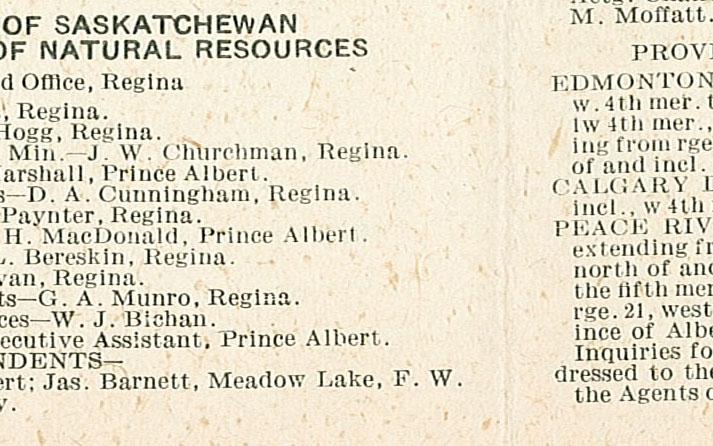 OF SASKATCHEWAN
OF NATURAL RESOURCES
d Office, Regina
, Regina.
Hogg, Regina.
Min.—J. W. Churchman, Regina.
arshall, Prince Albert.
s—D. A. Cunningham, Regina.
Paynter, Regina.
H. MacDonald, Prince Albert.
L. Bereskin, Regina.
van, Regina.
ts—G. A. Munro, Regina.
ces—W. J. Bichan.
ecutive Assistant, Prince Albert.
NDENTS—
ert; Jas. Barnett, Meadow Lake, F. W.
y.
M. Moffatt.
PROVI
EDMONTON
w. 4th mer. t
1w 4th mer.,
ing from rge
of and incl.
CALGARY D
incl., w 4th
PEACE RIV
extending fr
north of and
the fifth mer
rge. 21, west
ince of Albe
Inquiries fo
dressed to the
the Agents o